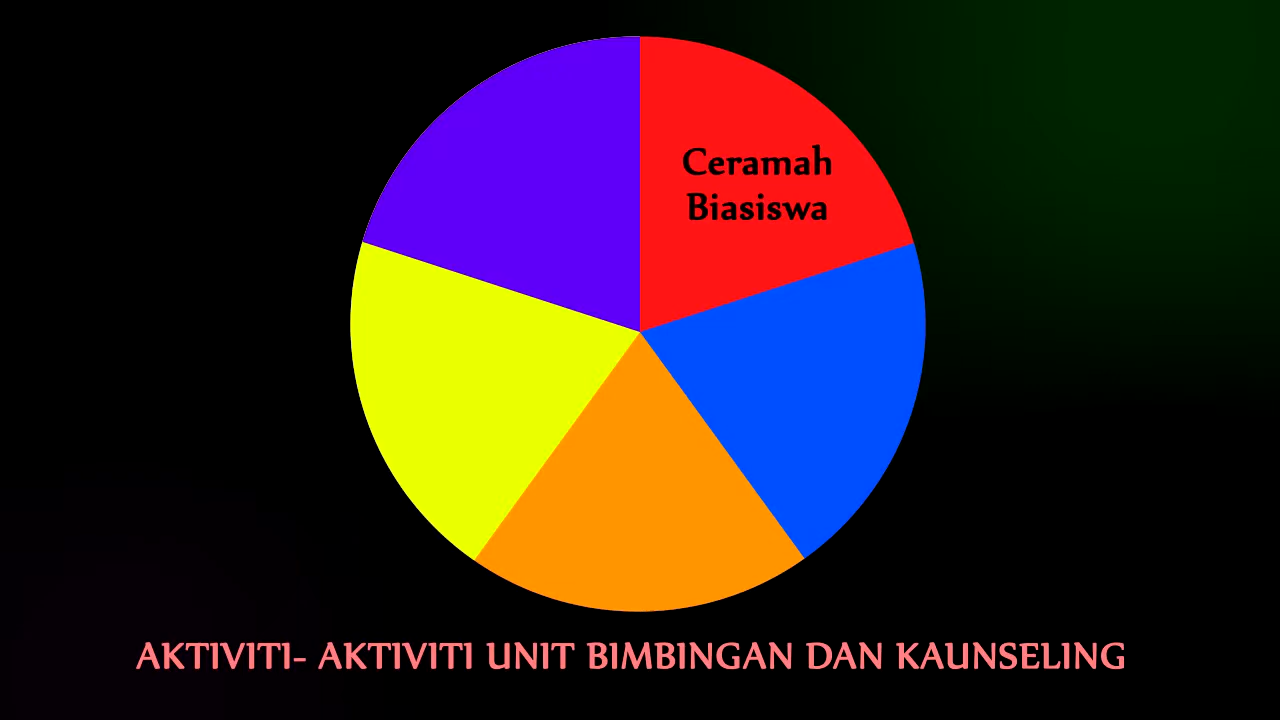 Ceramah
Biasiswa
AKTIVITI- AKTIVITI UNIT BIMBINGAN DAN KAUNSELING